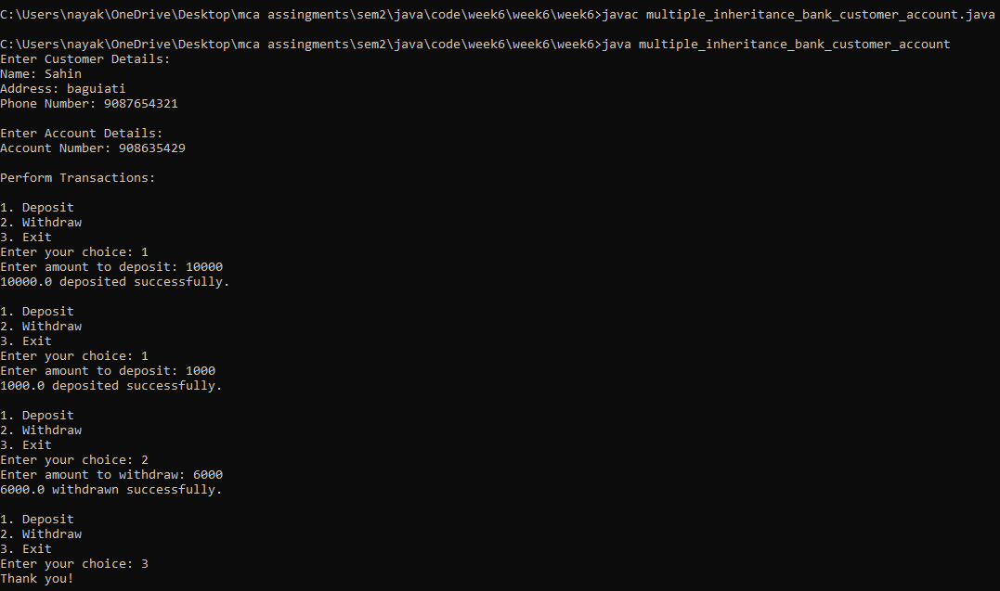 C:\Users\nayak\OneDrive\Desktop\mca assingments\sem2\java\code\week6\week6\week6>javac multiple_inheritance_bank_customer_account.java
C:\Users\nayak\OneDrive\Desktop\mca assingments\sem2\java\code\week6\week6\week6>java multiple_inheritance_bank_customer_account
Enter Customer Details:
Name: Sahin
Address: baguiati
Phone Number: 9087654321
Enter Account Details:
Account Number: 908635429
Perform Transactions:
1. Deposit
2. Withdraw
3. Exit
Enter your choice: 1
Enter amount to deposit: 10000
10000.0 deposited successfully.
1. Deposit
2. Withdraw
3. Exit
Enter your choice: 1
Enter amount to deposit: 1000
1000.0 deposited successfully.
1. Deposit
2. Withdraw
3. Exit
Enter your choice: 2
Enter amount to withdraw: 6000
6000.0 withdrawn successfully.
1. Deposit
2. Withdraw
3. Exit
Enter your choice: 3
Thank you!